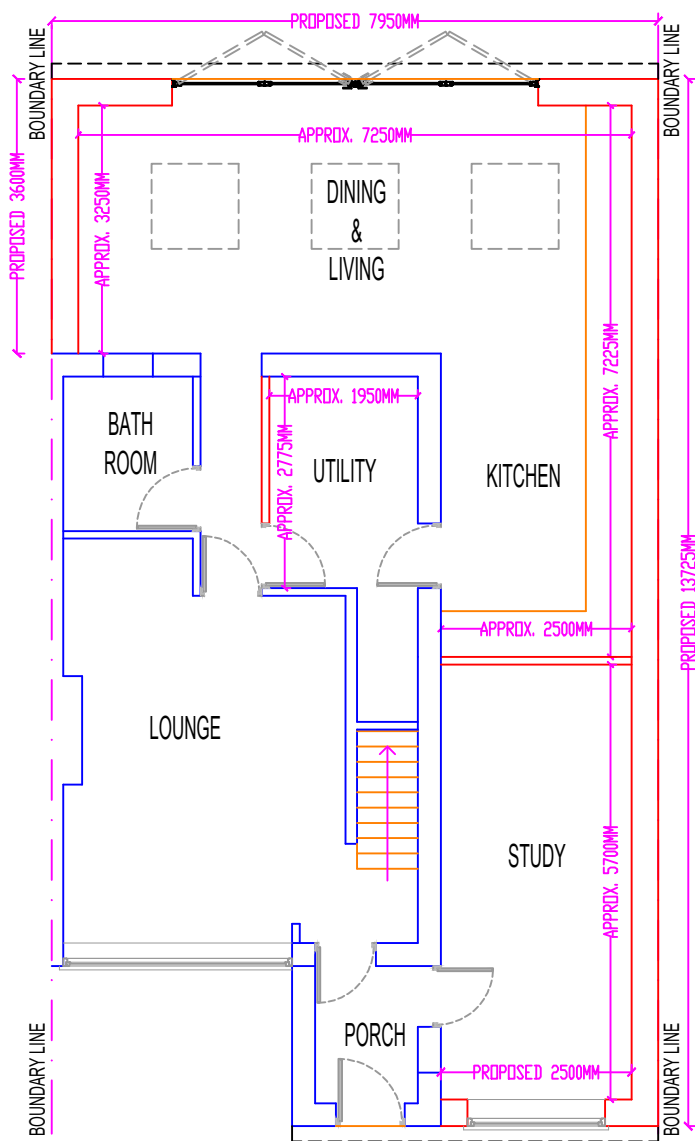 PROPOSED 7950MM
BOUNDARY LINE
BOUNDARY LINE
PROPOSED 3600MM
APPROX. 7250MM
APPROX. 3250MM
DINING
&
LIVING
APPROX. 7225MM
APPROX. 1950MM
BATH
ROOM
APPROX. 2775MM
UTILITY
KITCHEN
PROPOSED 13725MM
APPROX. 2500MM
LOUNGE
STUDY
APPROX. 5700MM
PORCH
PROPOSED 2500MM
BOUNDARY LINE
BOUNDARY LINE